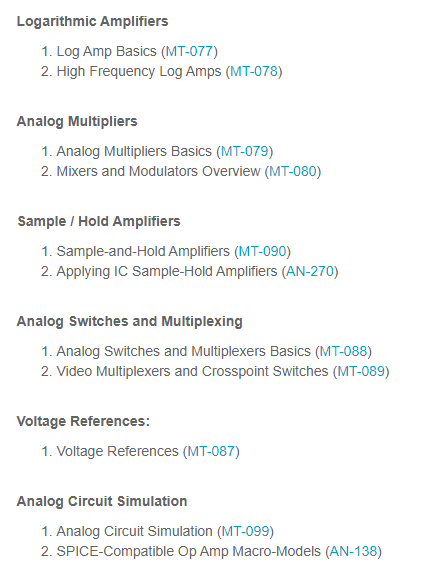 Logarithmic Amplifiers
1. Log Amp Basics (MT-077)
2. High Frequency Log Amps (MT-078)
Analog Multipliers
1. Analog Multipliers Basics (MT-079)
2. Mixers and Modulators Overview (MT-080)
Sample / Hold Amplifiers
1. Sample-and-Hold Amplifiers (MT-090)
2. Applying IC Sample-Hold Amplifiers (AN-270)
Analog Switches and Multiplexing
1. Analog Switches and Multiplexers Basics (MT-088)
2. Video Multiplexers and Crosspoint Switches (MT-089)
Voltage References:
1. Voltage References (MT-087)
Analog Circuit Simulation
1. Analog Circuit Simulation (MT-099)
2. SPICE-Compatible Op Amp Macro-Models (AN-138)